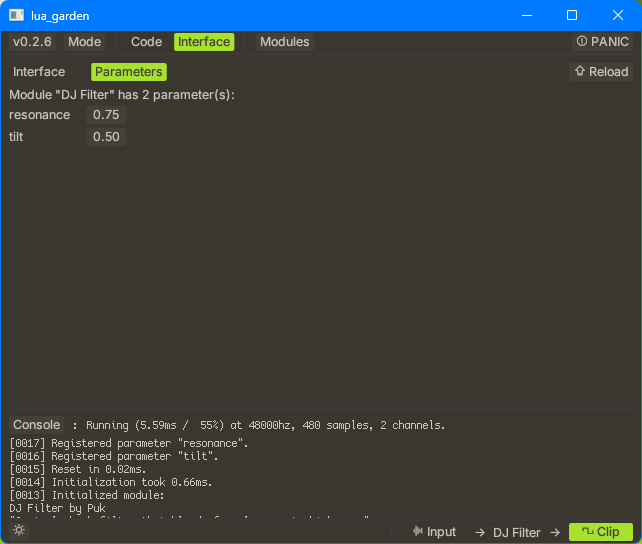 lua_garden
v0.2.6 Mode Code Interface Modules PANIC
Interface Parameters Reload
Module "DJ Filter" has 2 parameter(s):
resonance 0.75
tilt 0.50
Console : Running (5.59ms / 55%) at 48000hz, 480 samples, 2 channels.
[0017] Registered parameter "resonance".
[0016] Registered parameter "tilt".
[0015] Reset in 0.02ms.
[0014] Initialization took 0.66ms.
[0013] Initialized module:
DJ Filter by Puk
Input → DJ Filter → Clip